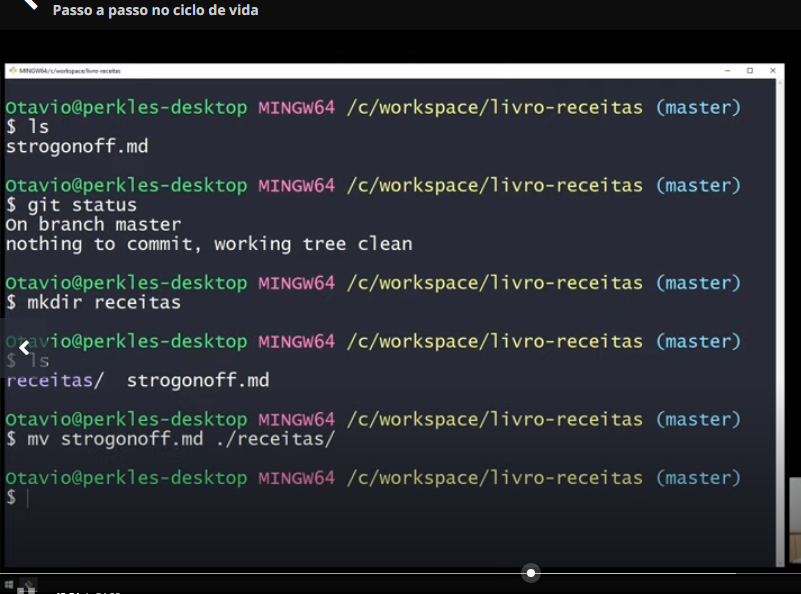 Passo a passo no ciclo de vida
MINGW64:/c/workspace/livro-receitas
Otavio@perkles-desktop MINGW64 /c/workspace/livro-receitas (master)
$ ls
strogonoff.md
Otavio@perkles-desktop MINGW64 /c/workspace/livro-receitas (master)
$ git status
On branch master
nothing to commit, working tree clean
Otavio@perkles-desktop MINGW64 /c/workspace/livro-receitas (master)
$ mkdir receitas
Otavio@perkles-desktop MINGW64 /c/workspace/livro-receitas (master)
$ ls
receitas/  strogonoff.md
Otavio@perkles-desktop MINGW64 /c/workspace/livro-receitas (master)
$ mv strogonoff.md ./receitas/
Otavio@perkles-desktop MINGW64 /c/workspace/livro-receitas (master)
$